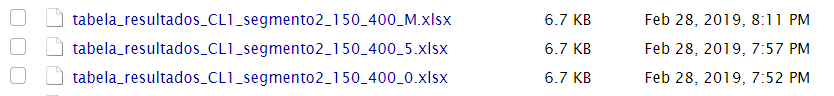 tabela_resultados_CL1_segmento2_150_400_M.xlsx 6.7 KB Feb 28, 2019, 8:11 PM
tabela_resultados_CL1_segmento2_150_400_5.xlsx 6.7 KB Feb 28, 2019, 7:57 PM
tabela_resultados_CL1_segmento2_150_400_0.xlsx 6.7 KB Feb 28, 2019, 7:52 PM